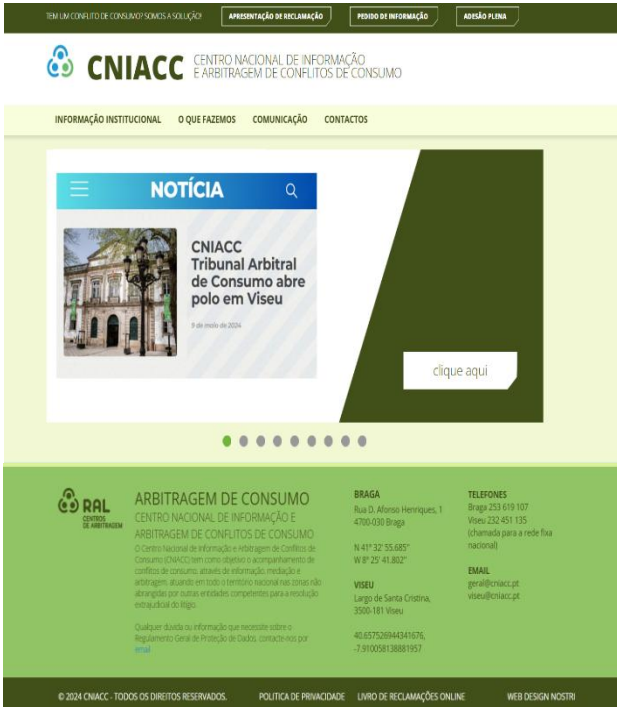 TEM UM CONFLITO DE CONSUMO? SOMOS A SOLUÇÃO!
APRESENTAÇÃO DE RECLAMAÇÃO
PEDIDO DE INFORMAÇÃO
ADESÃO PLENA
CNIACC
CENTRO NACIONAL DE INFORMAÇÃO
E ARBITRAGEM DE CONFLITOS DE CONSUMO
INFORMAÇÃO INSTITUCIONAL
O QUE FAZEMOS
COMUNICAÇÃO
CONTACTOS
NOTÍCIA
CNIACC
Tribunal Arbitral
de Consumo abre
polo em Viseu
9 de maio de 2024
clique aqui
RAL
CENTROS
DE ARBITRAGEM
ARBITRAGEM DE CONSUMO
CENTRO NACIONAL DE INFORMAÇÃO E
ARBITRAGEM DE CONFLITOS DE CONSUMO
O Centro Nacional de Informação e Arbitragem de Conflitos de
Consumo (CNIACC) tem como objetivo o acompanhamento de
conflitos de consumo, através de informação, mediação e
arbitragem, atuando em todo o território nacional nas zonas não
abrangidas por outras entidades competentes para a resolução
extrajudicial do litígio.
Qualquer dúvida ou informação que necessite sobre o
Regulamento Geral de Proteção de Dados, contacte-nos por
email
BRAGA
Rua D. Afonso Henriques, 1
4700-030 Braga
N 41º 32' 55.685"
W 8º 25' 41.802"
VISEU
Largo de Santa Cristina,
3500-181 Viseu
40.657526944341676,
-7.910058138881957
TELEFONES
Braga 253 619 107
Viseu 232 451 135
(chamada para a rede fixa
nacional)
EMAIL
geral@cniacc.pt
viseu@cniacc.pt
© 2024 CNIACC - TODOS OS DIREITOS RESERVADOS.
POLITICA DE PRIVACIDADE
LIVRO DE RECLAMAÇÕES ONLINE
WEB DESIGN NOSTRI